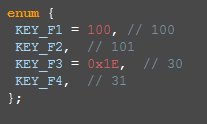 enum {
KEY_F1 = 100, // 100
KEY_F2, // 101
KEY_F3 = 0x1E, // 30
KEY_F4, // 31
};